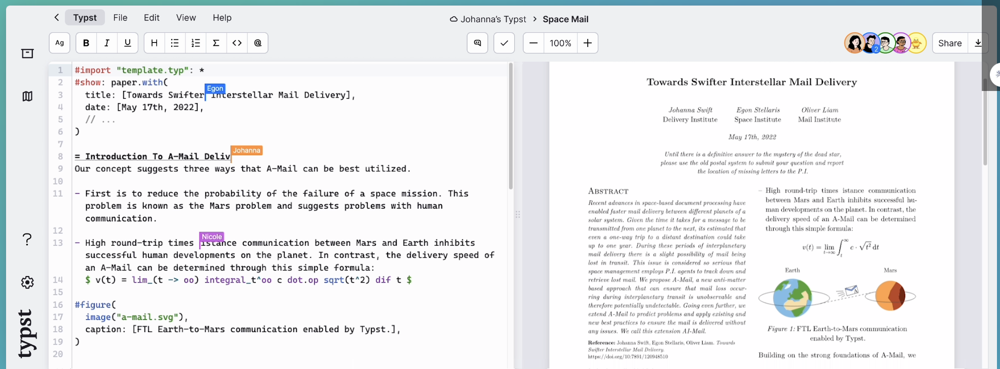 Typst File Edit View Help
Johanna's Typst > Space Mail
Ag B I U H Σ <> @
100%
2
Share
typst
1 #import "template.typ": *
2 #show: paper.with(
Egon
3 title: [Towards Swifter Interstellar Mail Delivery],
4 date: [May 17th, 2022],
5 // ...
6 )
7
Johanna
8 = Introduction To A-Mail Deliv
9 Our concept suggests three ways that A-Mail can be best utilized.
10
11 - First is to reduce the probability of the failure of a space mission. This
problem is known as the Mars problem and suggests problems with human
communication.
12
Nicole
13 - High round-trip times istance communication between Mars and Earth inhibits
successful human developments on the planet. In contrast, the delivery speed of
an A-Mail can be determined through this simple formula:
14 $ v(t) = lim_(t -> oo) integral_t^oo c dot.op sqrt(t^2) dif t $
15
16 #figure(
17 image("a-mail.svg"),
18 caption: [FTL Earth-to-Mars communication enabled by Typst.],
19 )
20
Towards Swifter Interstellar Mail Delivery
Johanna Swift Egon Stellaris Oliver Liam
Delivery Institute Space Institute Mail Institute
May 17th, 2022
Until there is a definitive answer to the mystery of the dead star,
please use the old postal system to submit your question and report
the location of missing letters to the P.I.
ABSTRACT
Recent advances in space-based document processing have
enabled faster mail delivery between different planets of a
solar system. Given the time it takes for a message to be
transmitted from one planet to the next, its estimated that
even a one-way trip to a distant destination could take
up to one year. During these periods of interplanetary
mail delivery there is a slight possibility of mail being
lost in transit. This issue is considered so serious that
space management employs P.I. agents to track down and
retrieve lost mail. We propose A-Mail, a new anti-matter
based approach that can ensure that mail loss occur-
ring during interplanetary transit is unobservable and
therefore potentially undetectable. Going even further, we
extend A-Mail to predict problems and apply existing and
new best practices to ensure the mail is delivered without
any issues. We call this extension AI-Mail.
Reference: Johanna Swift, Egon Stellaris, Oliver Liam. Towards
Swifter Interstellar Mail Delivery.
https://doi.org/10:7891/120948510
– High round-trip times istance communication
between Mars and Earth inhibits successful hu-
man developments on the planet. In contrast, the
delivery speed of an A-Mail can be determined
through this simple formula:
v(t) = lim t→∞ ∫ₜ^∞ c · √t² dt
Earth Mars
Figure 1: FTL Earth-to-Mars communication
enabled by Typst.
Building on the strong foundations of A-Mail, we